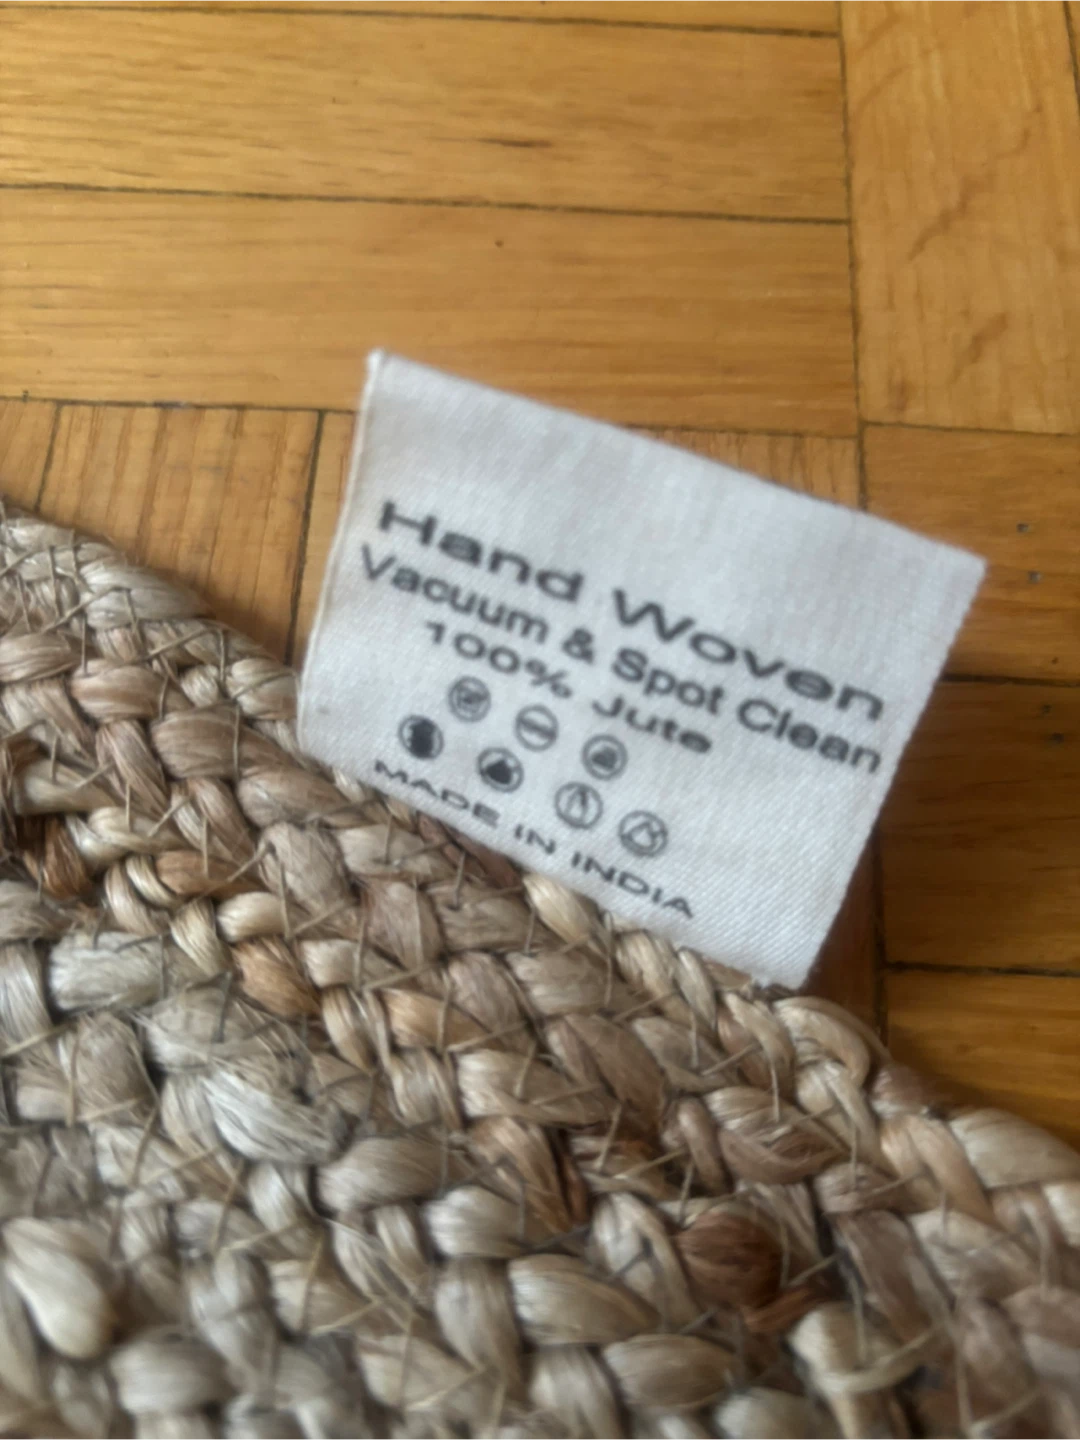 Hand Woven
Vacuum & Spot Clean
100% Jute
MADE IN INDIA